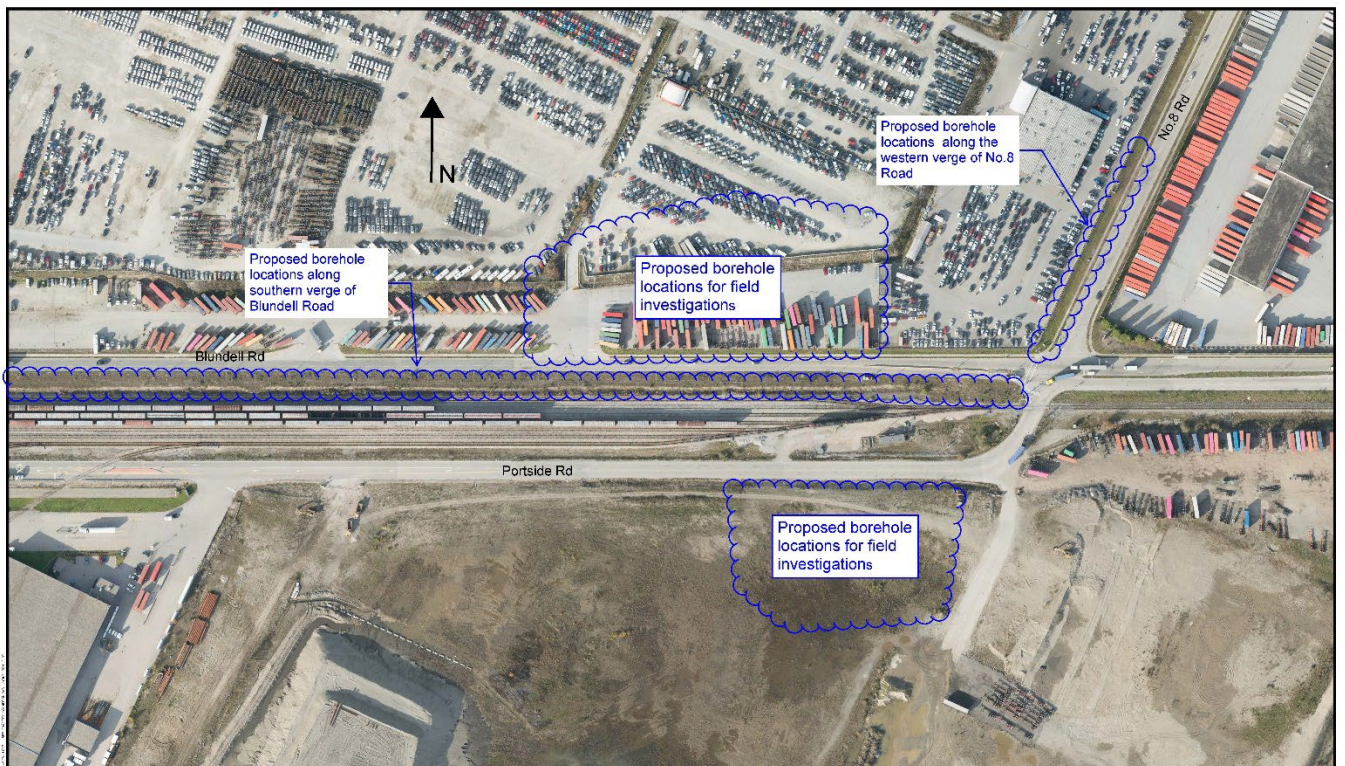 N
No.8 Rd
Proposed borehole
locations along the
western verge of No.8
Road
Proposed borehole
locations along
southern verge of
Blundell Road
Proposed borehole
locations for field
investigations
Blundell Rd
Portside Rd
Proposed borehole
locations for field
investigations